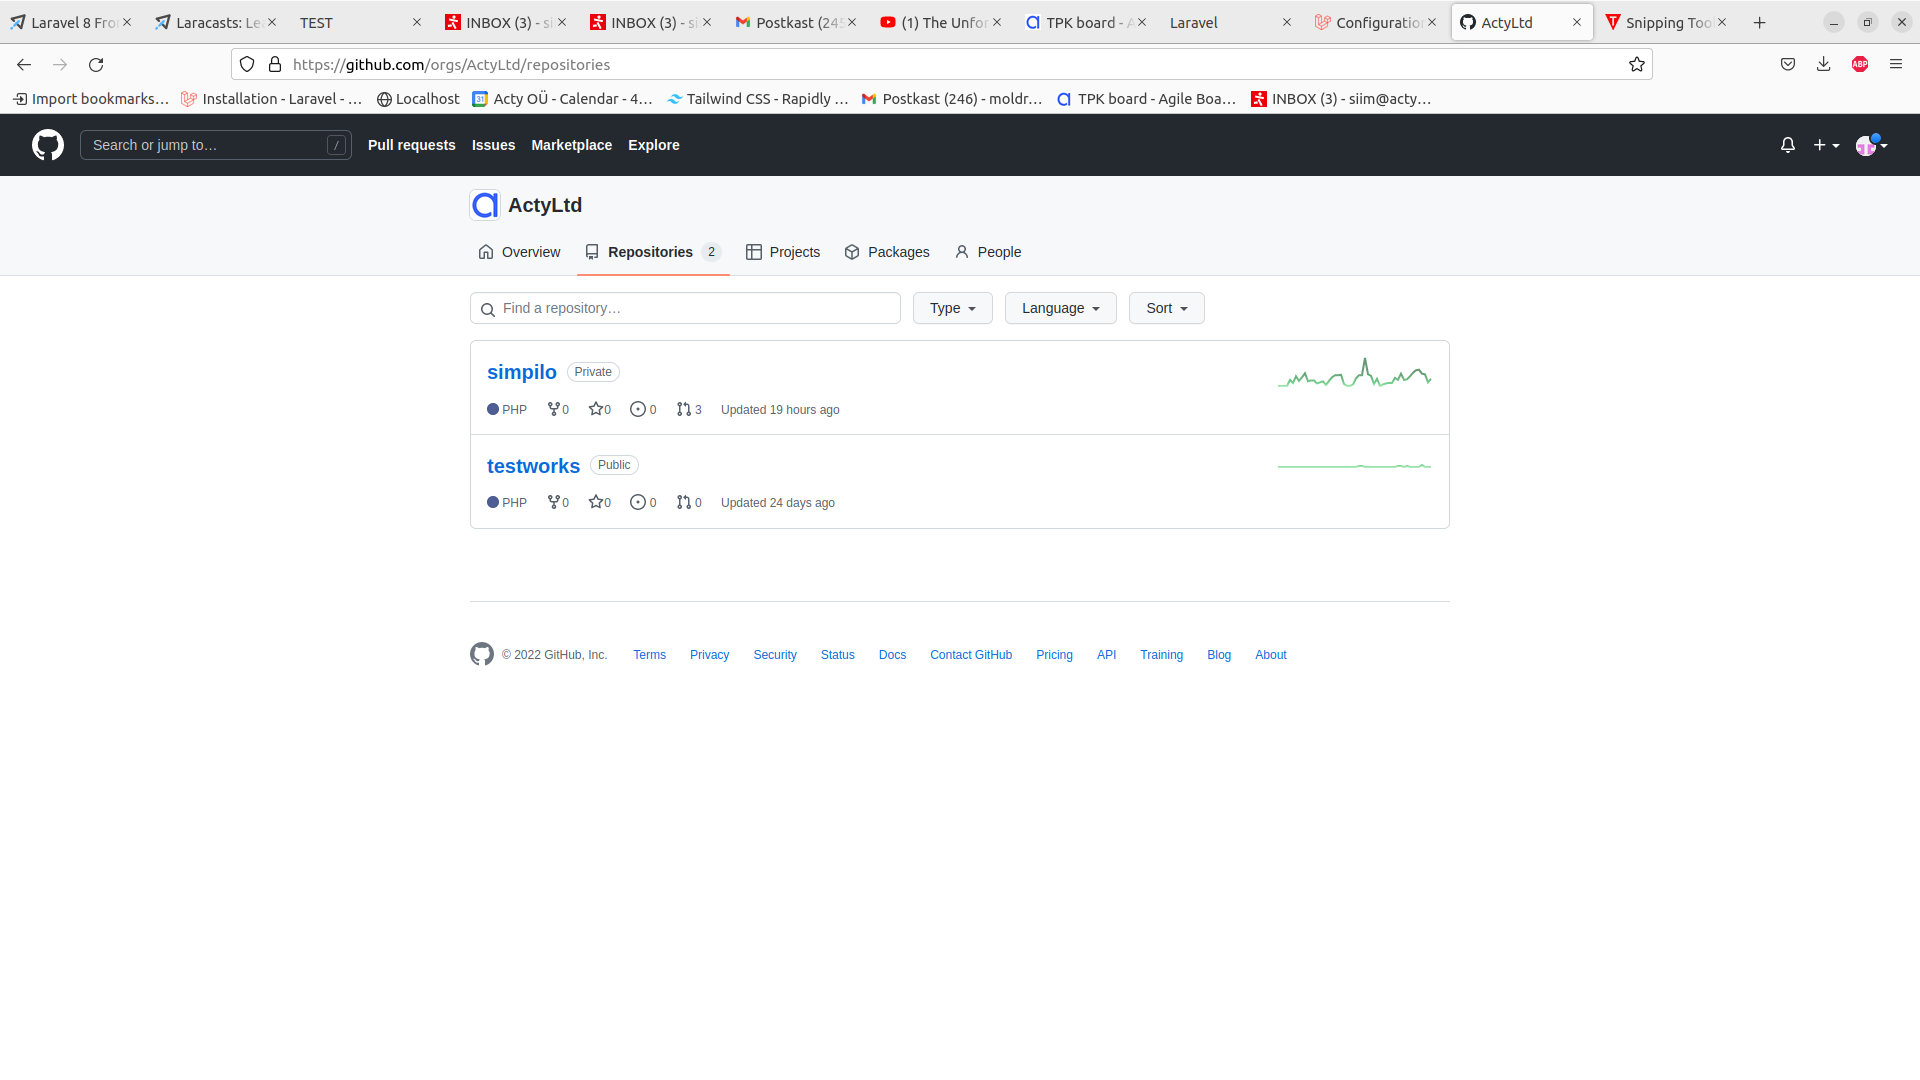 Laravel 8 Fro
Laracasts: Le
TEST
INBOX (3) - si
INBOX (3) - si
Postkast (245
(1) The Unfor
TPK board - A
Laravel
Configuration
ActyLtd
Snipping Too
https://github.com/orgs/ActyLtd/repositories
ABP
Import bookmarks…
Installation - Laravel - …
Localhost
31
Acty OÜ - Calendar - 4…
Tailwind CSS - Rapidly …
Postkast (246) - moldr…
TPK board - Agile Boa…
INBOX (3) - siim@acty…
Search or jump to…
/
Pull requests
Issues
Marketplace
Explore
ActyLtd
Overview
Repositories 2
Projects
Packages
People
Find a repository…
Type
Language
Sort
simpilo Private
PHP 0 0 0 3 Updated 19 hours ago
testworks Public
PHP 0 0 0 0 Updated 24 days ago
© 2022 GitHub, Inc.
Terms
Privacy
Security
Status
Docs
Contact GitHub
Pricing
API
Training
Blog
About